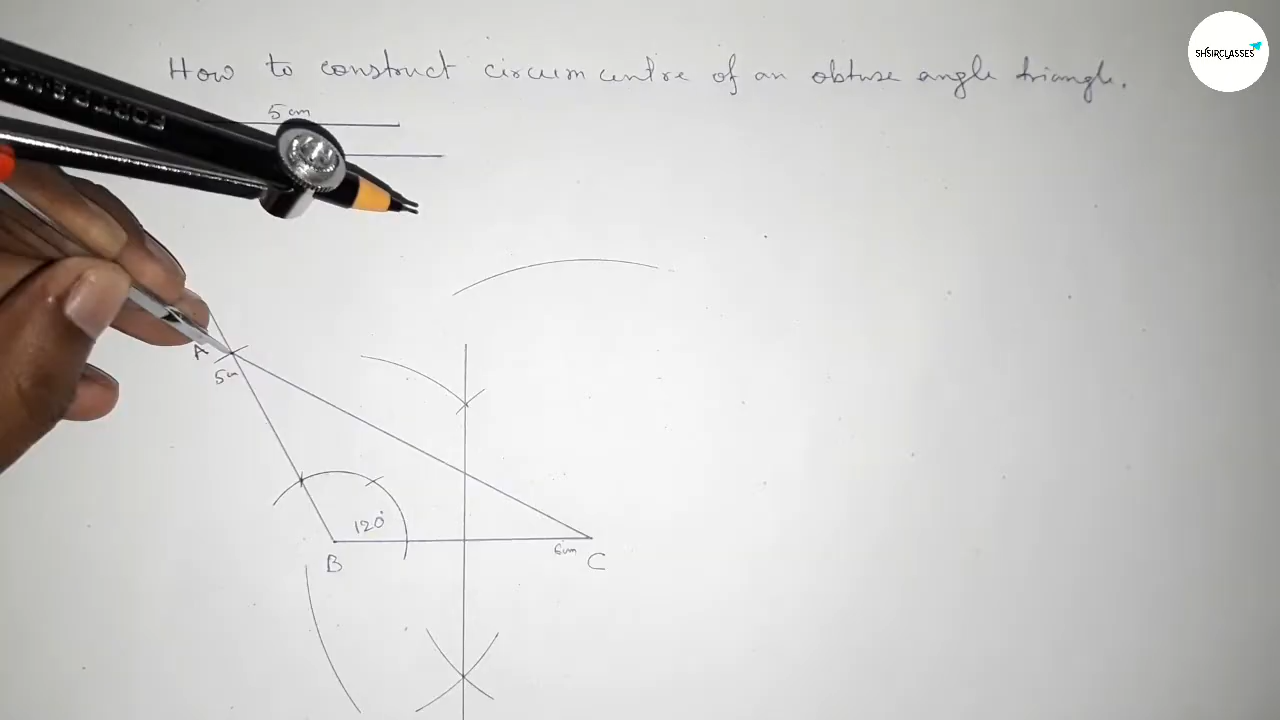 SHSIRCLASSES
How to construct circum centre of an obtuse angle triangle.
5 cm
A
5cm
120°
B
6cm
C